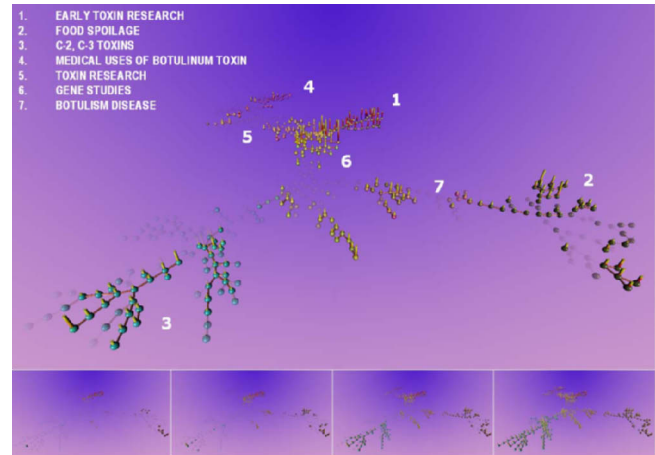 1. EARLY TOXIN RESEARCH
2. FOOD SPOILAGE
3. C-2, C-3 TOXINS
4. MEDICAL USES OF BOTULINUM TOXIN
5. TOXIN RESEARCH
6. GENE STUDIES
7. BOTULISM DISEASE
4
1
5
6
7
2
3